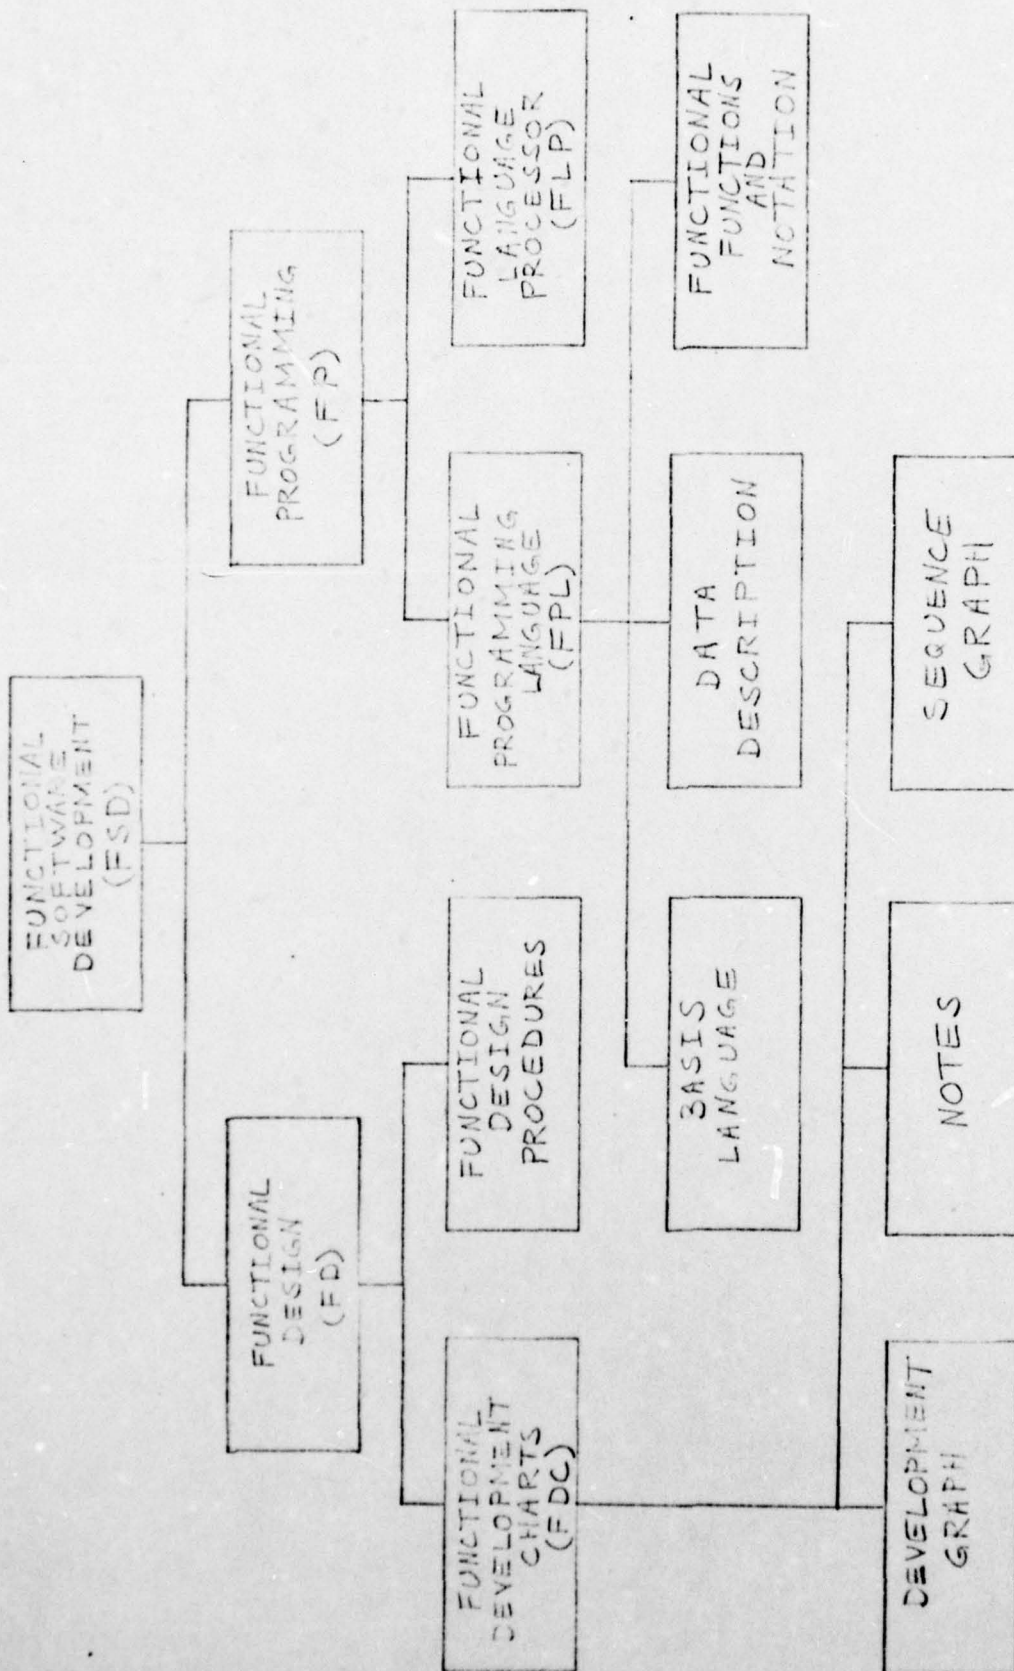 FUNCTIONAL
SOFTWARE
DEVELOPMENT
(FSD)
FUNCTIONAL
DESIGN
(FD)
FUNCTIONAL
PROGRAMMING
(FP)
FUNCTIONAL
DEVELOPMENT
CHARTS
(FDC)
FUNCTIONAL
DESIGN
PROCEDURES
FUNCTIONAL
PROGRAMMING
LANGUAGE
(FPL)
FUNCTIONAL
LANGUAGE
PROCESSOR
(FLP)
BASIS
LANGUAGE
DATA
DESCRIPTION
FUNCTIONAL
FUNCTIONS
AND
NOTATION
DEVELOPMENT
GRAPH
NOTES
SEQUENCE
GRAPH